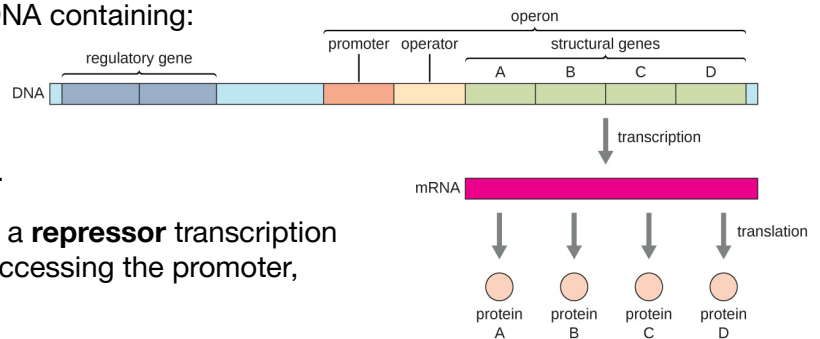 DNA containing:
operon
promoter operator structural genes
regulatory gene
A B C D
DNA
transcription
mRNA
.
a repressor transcription
translation
ccessing the promoter,
protein protein protein protein
A B C D